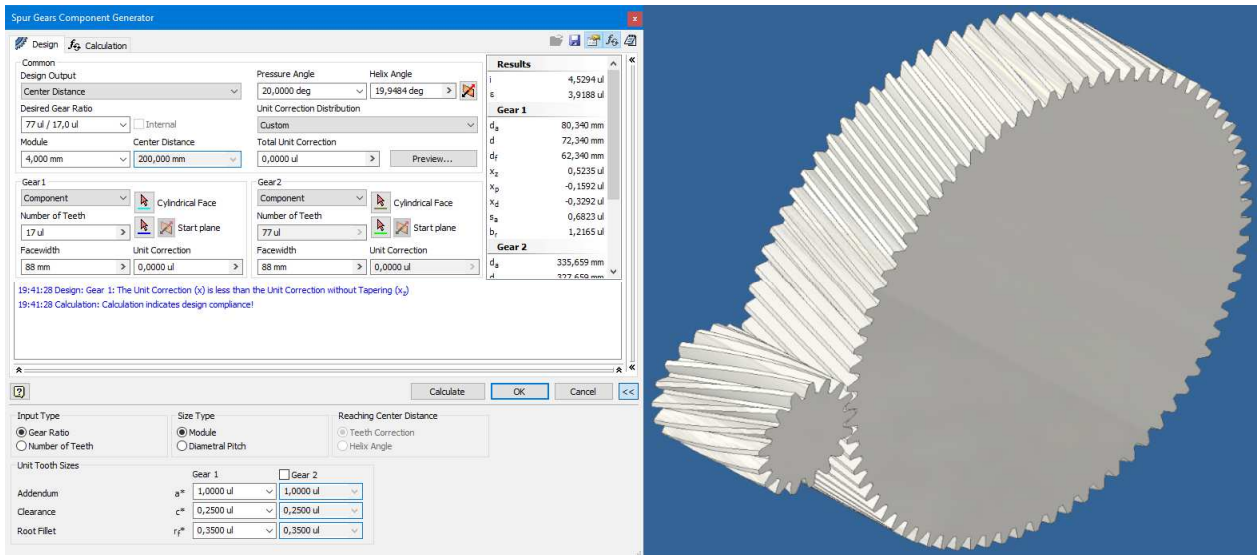 Spur Gears Component Generator
x
Design
fG Calculation
Common
Design Output
Center Distance
Desired Gear Ratio
77 ul / 17,0 ul
Internal
Module
Center Distance
4,000 mm
200,000 mm
Pressure Angle
Helix Angle
20,0000 deg
19,9484 deg
>
Unit Correction Distribution
Custom
Total Unit Correction
0,0000 ul
>
Preview...
Gear1
Component
Cylindrical Face
Number of Teeth
Start plane
17 ul
>
Facewidth
Unit Correction
88 mm
>
0,0000 ul
>
Gear2
Component
Cylindrical Face
Number of Teeth
Start plane
77 ul
>
Facewidth
Unit Correction
88 mm
>
0,0000 ul
>
Results
i 4,5294 ul
ε 3,9188 ul
Gear 1
da 80,340 mm
d 72,340 mm
df 62,340 mm
xz 0,5235 ul
xp -0,1592 ul
xd -0,3292 ul
sa 0,6823 ul
br 1,2165 ul
Gear 2
da 335,659 mm
d 327,659 mm
19:41:28 Design: Gear 1: The Unit Correction (x) is less than the Unit Correction without Tapering (xz)
19:41:28 Calculation: Calculation indicates design compliance!
?
Calculate
OK
Cancel
<<
Input Type
Gear Ratio
Number of Teeth
Size Type
Module
Diametral Pitch
Reaching Center Distance
Teeth Correction
Helix Angle
Unit Tooth Sizes
Gear 1
Gear 2
Addendum a* 1,0000 ul 1,0000 ul
Clearance c* 0,2500 ul 0,2500 ul
Root Fillet rf* 0,3500 ul 0,3500 ul